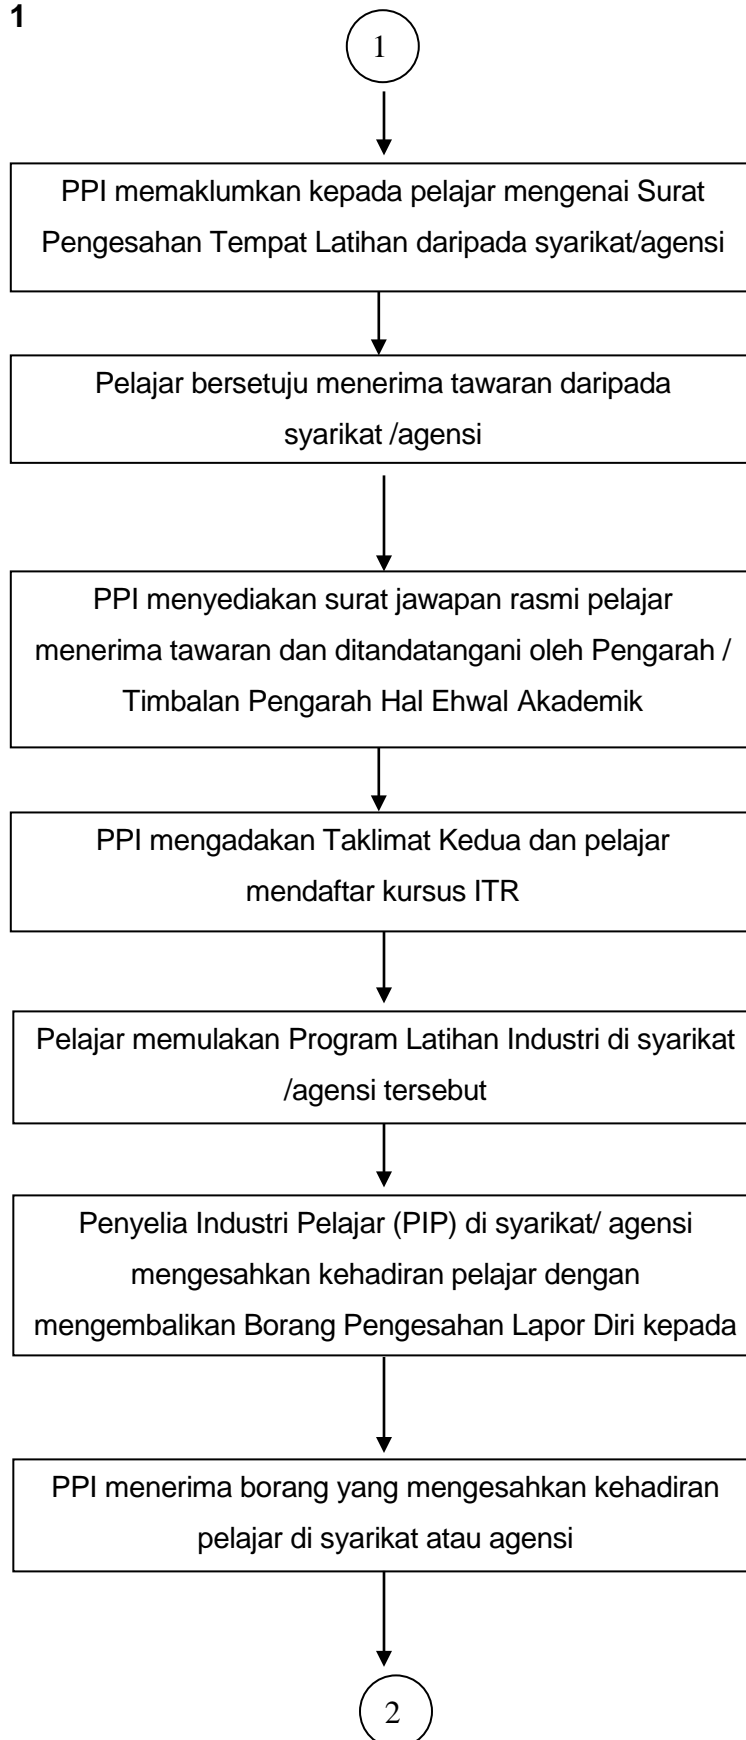 1
1
PPI memaklumkan kepada pelajar mengenai Surat
Pengesahan Tempat Latihan daripada syarikat/agensi
Pelajar bersetuju menerima tawaran daripada
syarikat /agensi
PPI menyediakan surat jawapan rasmi pelajar
menerima tawaran dan ditandatangani oleh Pengarah /
Timbalan Pengarah Hal Ehwal Akademik
PPI mengadakan Taklimat Kedua dan pelajar
mendaftar kursus ITR
Pelajar memulakan Program Latihan Industri di syarikat
/agensi tersebut
Penyelia Industri Pelajar (PIP) di syarikat/ agensi
mengesahkan kehadiran pelajar dengan
mengembalikan Borang Pengesahan Lapor Diri kepada
PPI menerima borang yang mengesahkan kehadiran
pelajar di syarikat atau agensi
2